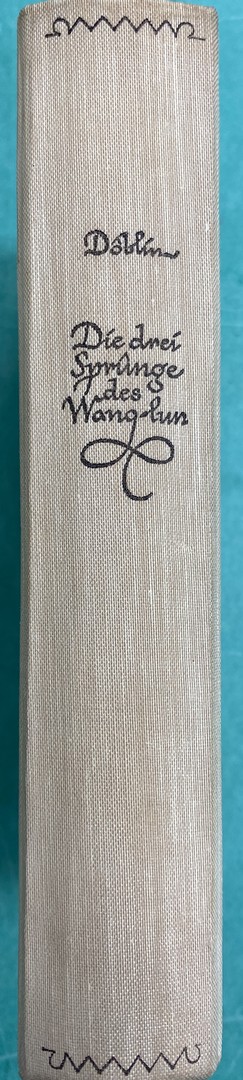 Döblin
Die drei
Sprünge
des
Wang-lun